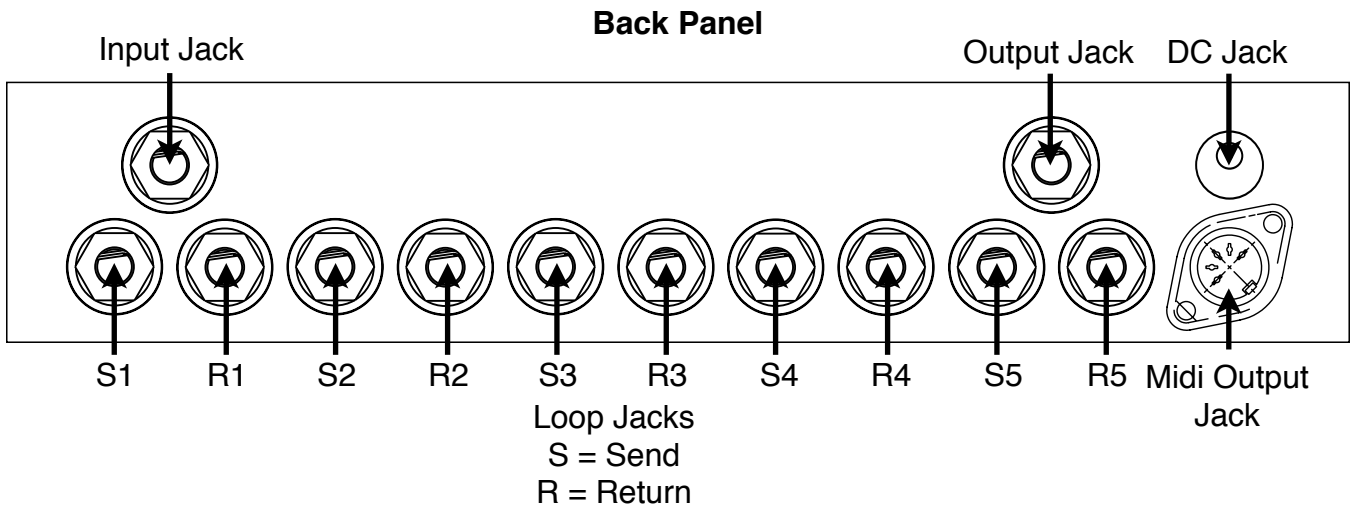 Back Panel
Input Jack
Output Jack
DC Jack
S1
R1
S2
R2
S3
R3
S4
R4
S5
R5
Midi Output
Jack
Loop Jacks
S = Send
R = Return